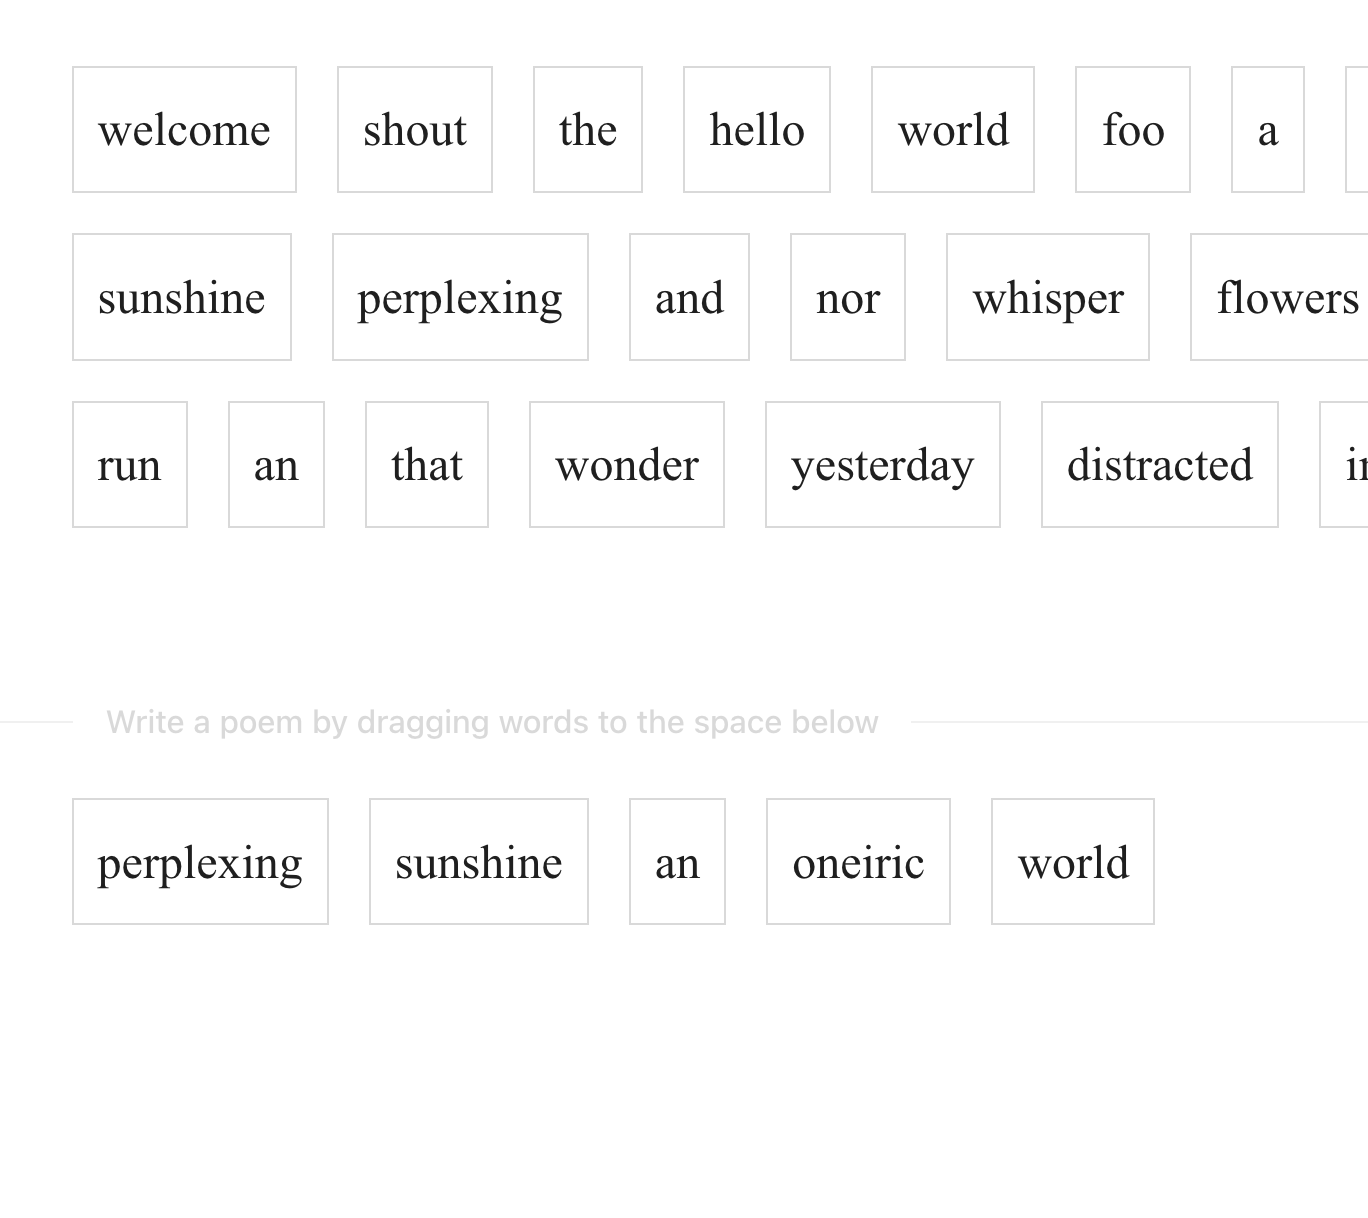 welcome shout the hello world foo a
sunshine perplexing and nor whisper flowers
run an that wonder yesterday distracted
Write a poem by dragging words to the space below
perplexing sunshine an oneiric world